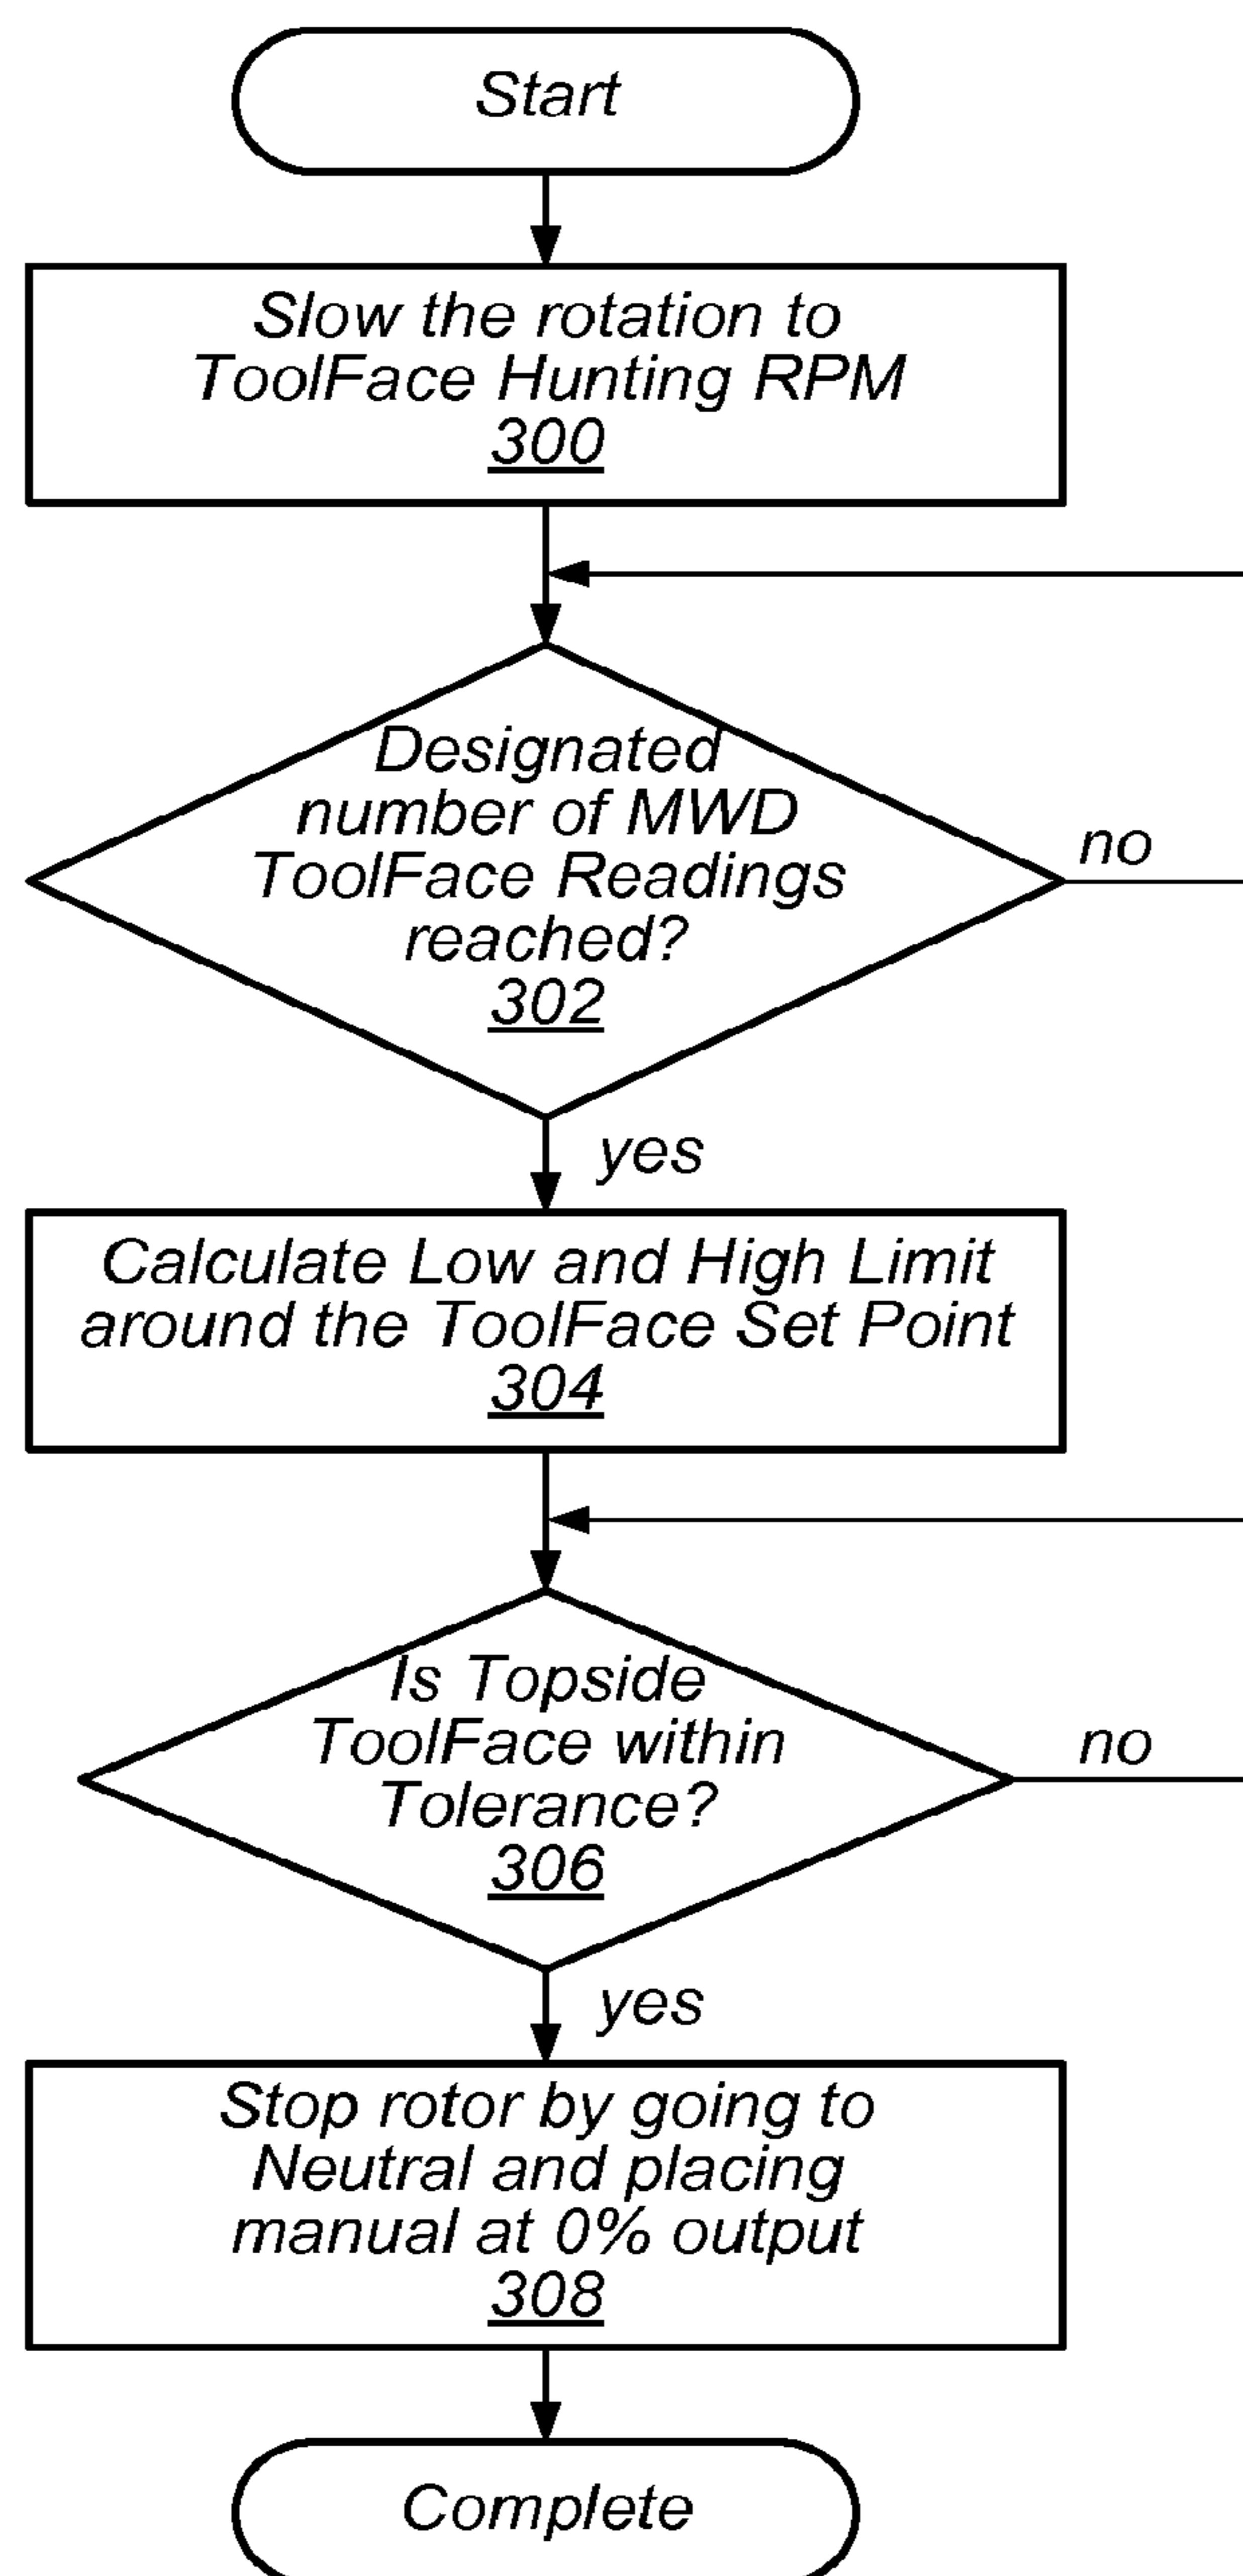 Start
Slow the rotation to
ToolFace Hunting RPM
300
Designated
number of MWD
ToolFace Readings
reached?
302
no
yes
Calculate Low and High Limit
around the ToolFace Set Point
304
Is Topside
ToolFace within
Tolerance?
306
no
yes
Stop rotor by going to
Neutral and placing
manual at 0% output
308
Complete